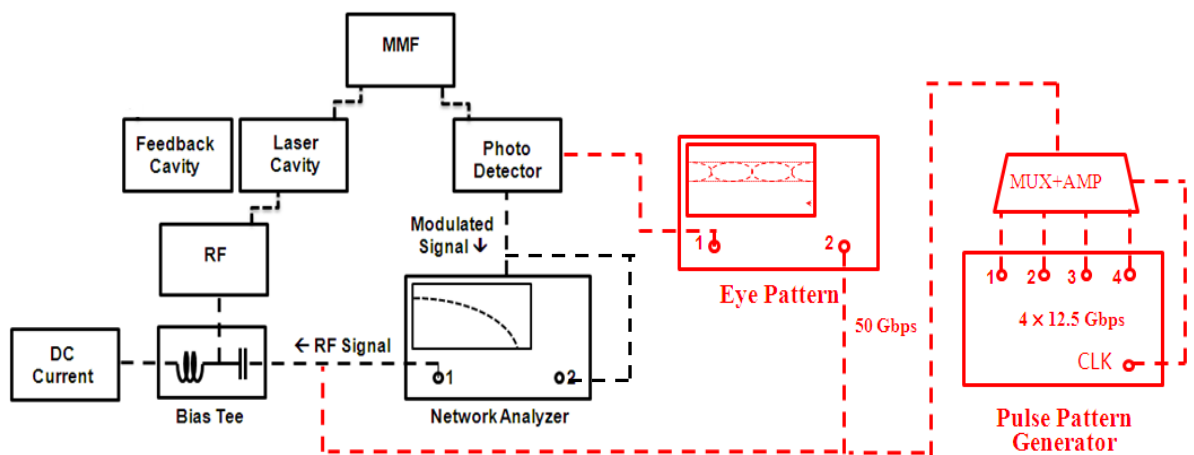 MMF
Feedback
Cavity
Laser
Cavity
Photo
Detector
MUX+AMP
RF
Modulated
Signal ↓
1
2
Eye Pattern
1
2
3
4
4 × 12.5 Gbps
CLK
50 Gbps
DC
Current
← RF Signal
1
2
Bias Tee
Network Analyzer
Pulse Pattern
Generator